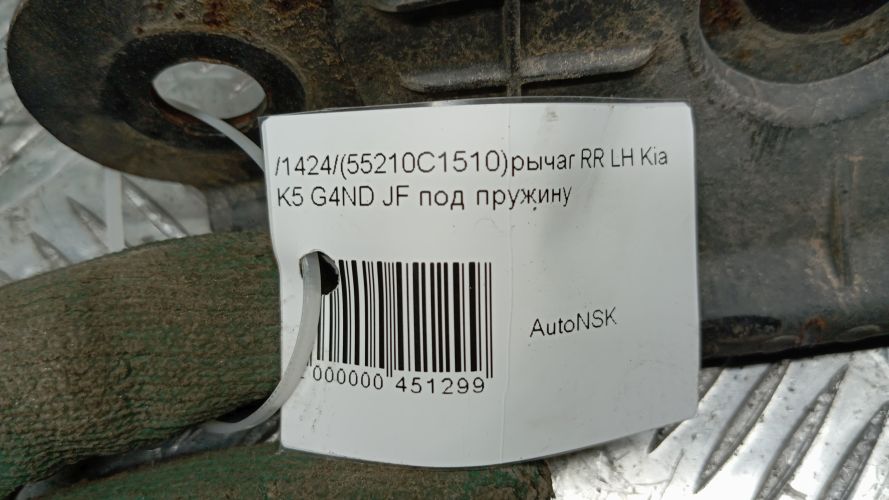 /1424/(55210C1510)рычаг RR LH Kia
K5 G4ND JF под пружину
AutoNSK
000000 451299